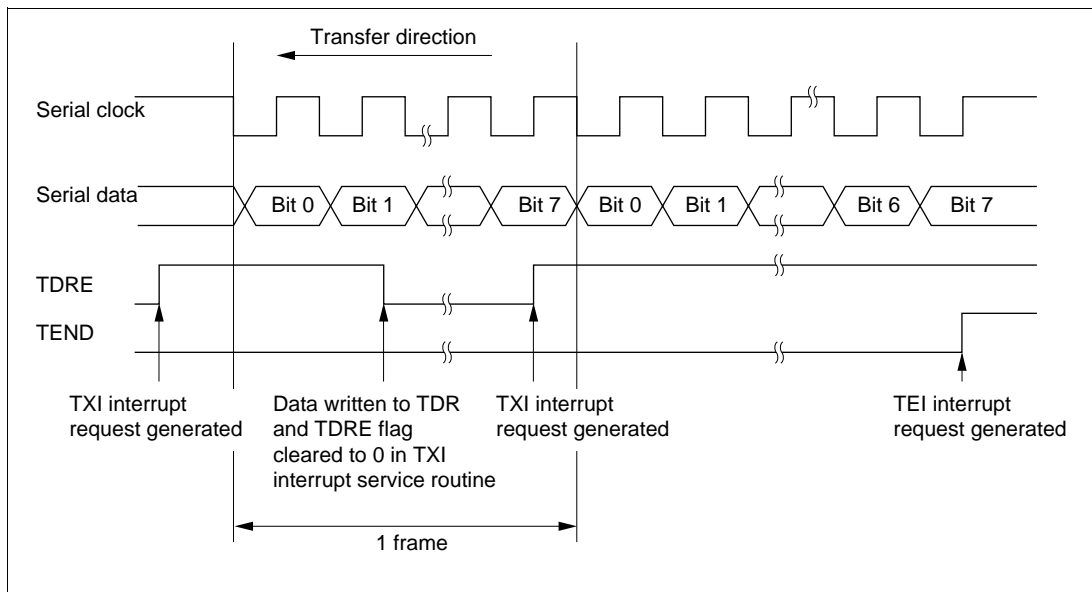 Transfer direction
Serial clock
Serial data
Bit 0
Bit 1
Bit 7
Bit 0
Bit 1
Bit 6
Bit 7
TDRE
TEND
TXI interrupt
request generated
Data written to TDR
and TDRE flag
cleared to 0 in TXI
interrupt service routine
TXI interrupt
request generated
TEI interrupt
request generated
1 frame